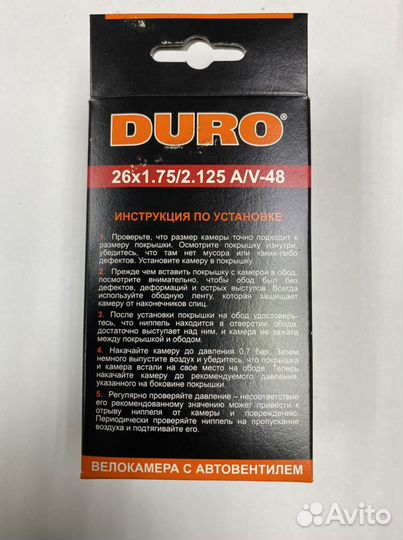 DURO®
26x1.75/2.125 A/V-48
ИНСТРУКЦИЯ ПО УСТАНОВКЕ
1. Проверьте, что размер камеры точно подходит к
размеру покрышки. Осмотрите покрышку изнутри,
убедитесь, что там нет мусора или каких-либо
дефектов. Установите камеру в покрышку.
2. Прежде чем вставить покрышку с камерой в обод,
посмотрите внимательно, чтобы обод был без
дефектов, деформаций и острых выступов. Всегда
используйте ободную ленту, которая защищает
камеру от наконечников спиц.
3. После установки покрышки на обод удостоверь-
тесь, что ниппель находится в отверстии обода,
достаточно выступает над ним, и камера не зажата
между покрышкой и ободом.
4. Накачайте камеру до давления 0,7 бар. Затем
немного выпустите воздух и убедитесь, что покрышка
и камера встали на свое место на ободе. Теперь
накачайте камеру до рекомендуемого давления,
указанного на боковине покрышки.
5. Регулярно проверяйте давление – несоответствие
его рекомендованному значению может привести к
отрыву ниппеля от камеры и повреждению.
Периодически проверяйте ниппель на пропускание
воздуха и подтягивайте его.
ВЕЛОКАМЕРА С АВТОВЕНТИЛЕМ
Avito